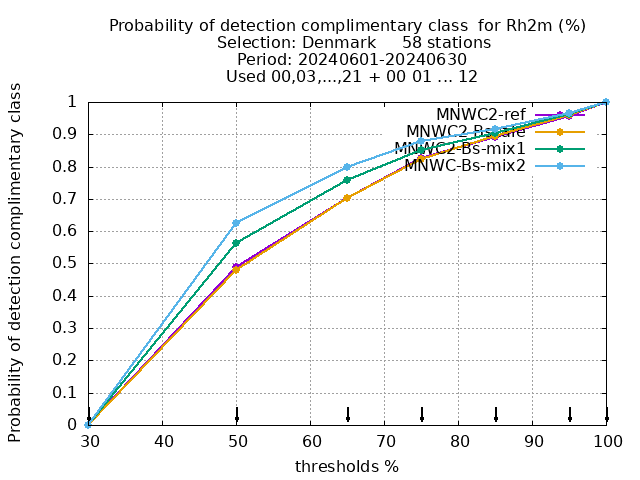 Probability of detection complimentary class  for Rh2m (%)
Selection: Denmark     58 stations
Period: 20240601-20240630
Used 00,03,...,21 + 00 01 ... 12
Probability of detection complimentary class
1
0.9
0.8
0.7
0.6
0.5
0.4
0.3
0.2
0.1
0
MNWC2-ref
MNWC2-Bs-die
MNWC2-Bs-mix1
MNWC-Bs-mix2
30
40
50
60
70
80
90
100
thresholds %